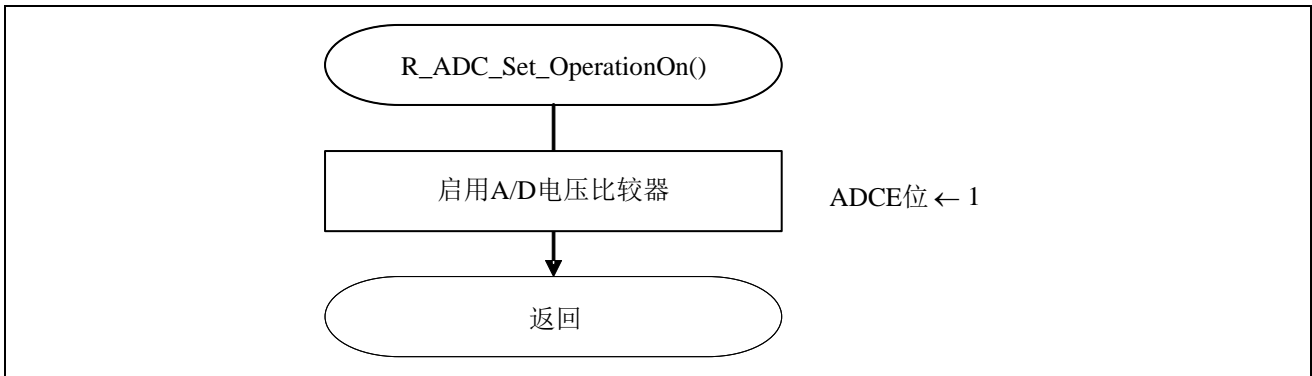 R_ADC_Set_OperationOn()
启用A/D电压比较器
ADCE位 ← 1
返回